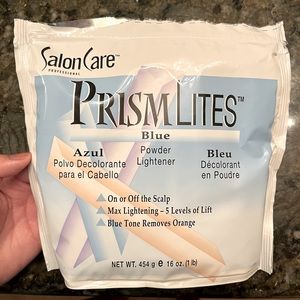 SalonCare™
PROFESSIONAL
PRISMLITES™
Blue
Azul
Polvo Decolorante
para el Cabello
Powder
Lightener
Bleu
Décolorant
en Poudre
On or Off the Scalp
Max Lightening – 5 Levels of Lift
Blue Tone Removes Orange
NET WT. 454 g ℮ 16 oz. (1 lb)